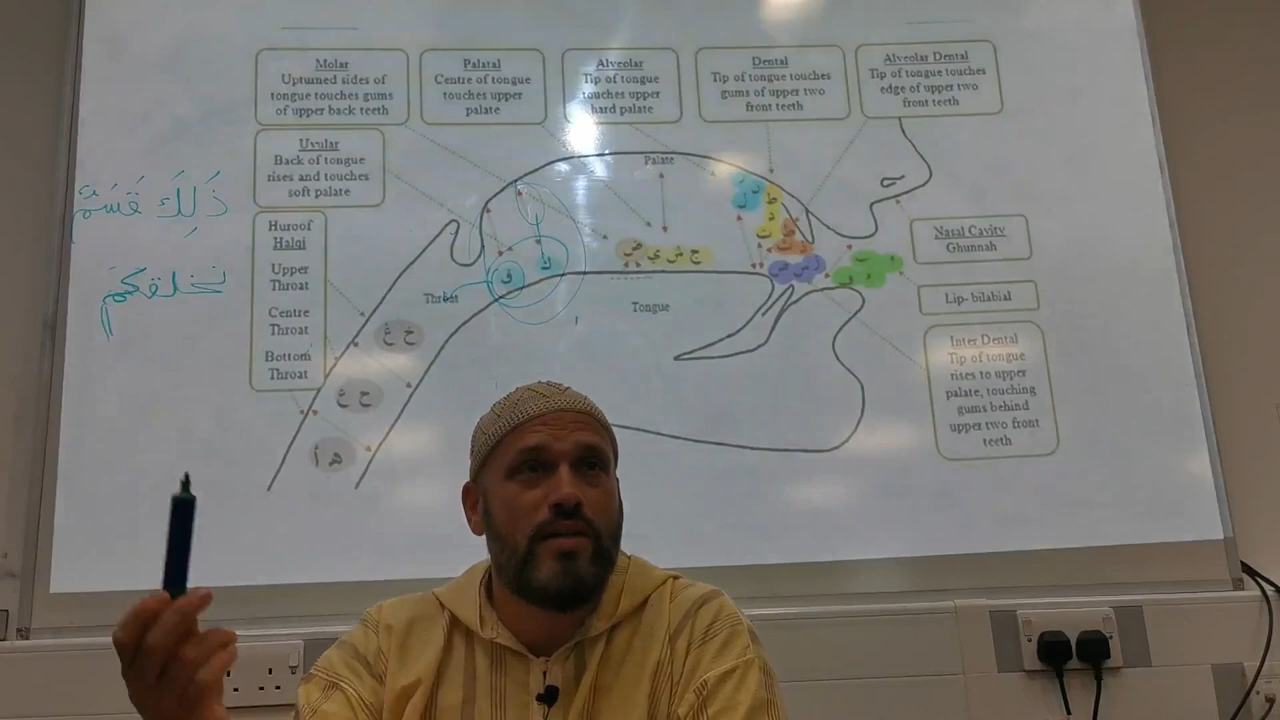 Molar
Uptuned sides of
tongue touches gums
of upper back teeth
Palatal
Centre of tongue
touches upper
palate
Alveolar
Tip of tongue
touches upper
hard palate
Dental
Tip of tongue touches
gums of upper two
front teeth
Alveolar Dental
Tip of tongue touches
edge of upper two
front teeth
Uvular
Back of tongue
rises and touches
soft palate
Huroof
Halqi
Upper
Throat
Centre
Throat
Bottom
Throat
ذَلِكَ قَسَمٌ
نخلقكم
Palate
Throat
Tongue
ق
ك
ض
ج ش ي
ط
د
ت
خ غ
ح ع
ه أ
Nasal Cavity
Ghunnah
Lip- bilabial
Inter Dental
Tip of tongue
rises to upper
palate, touching
gums behind
upper two front
teeth